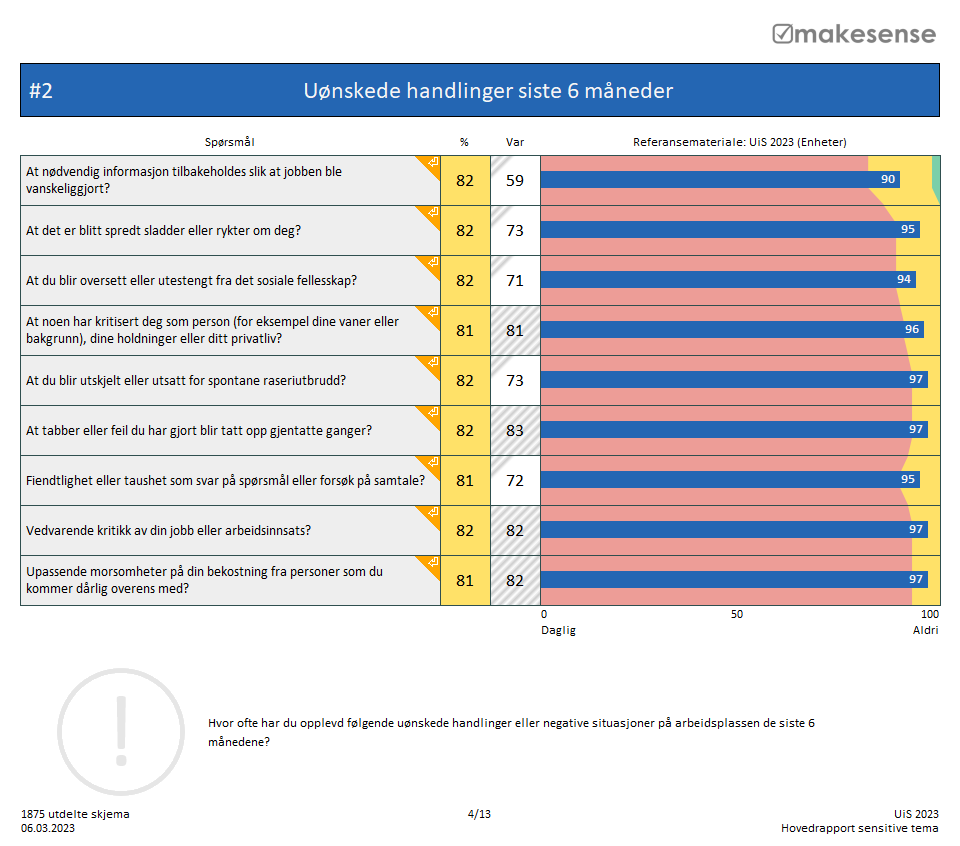 makesense
#2 Uønskede handlinger siste 6 måneder
Spørsmål % Var Referansemateriale: UiS 2023 (Enheter)
At nødvendig informasjon tilbakeholdes slik at jobben ble
vanskeliggjort?
82 59 90
At det er blitt spredt sladder eller rykter om deg? 82 73 95
At du blir oversett eller utestengt fra det sosiale fellesskap? 82 71 94
At noen har kritisert deg som person (for eksempel dine vaner eller
bakgrunn), dine holdninger eller ditt privatliv?
81 81 96
At du blir utskjelt eller utsatt for spontane raseriutbrudd? 82 73 97
At tabber eller feil du har gjort blir tatt opp gjentatte ganger? 82 83 97
Fiendtlighet eller taushet som svar på spørsmål eller forsøk på samtale? 81 72 95
Vedvarende kritikk av din jobb eller arbeidsinnsats? 82 82 97
Upassende morsomheter på din bekostning fra personer som du
kommer dårlig overens med?
81 82 97
0 50 100
Daglig Aldri
Hvor ofte har du opplevd følgende uønskede handlinger eller negative situasjoner på arbeidsplassen de siste 6
månedene?
1875 utdelte skjema 4/13 UiS 2023
06.03.2023 Hovedrapport sensitive tema